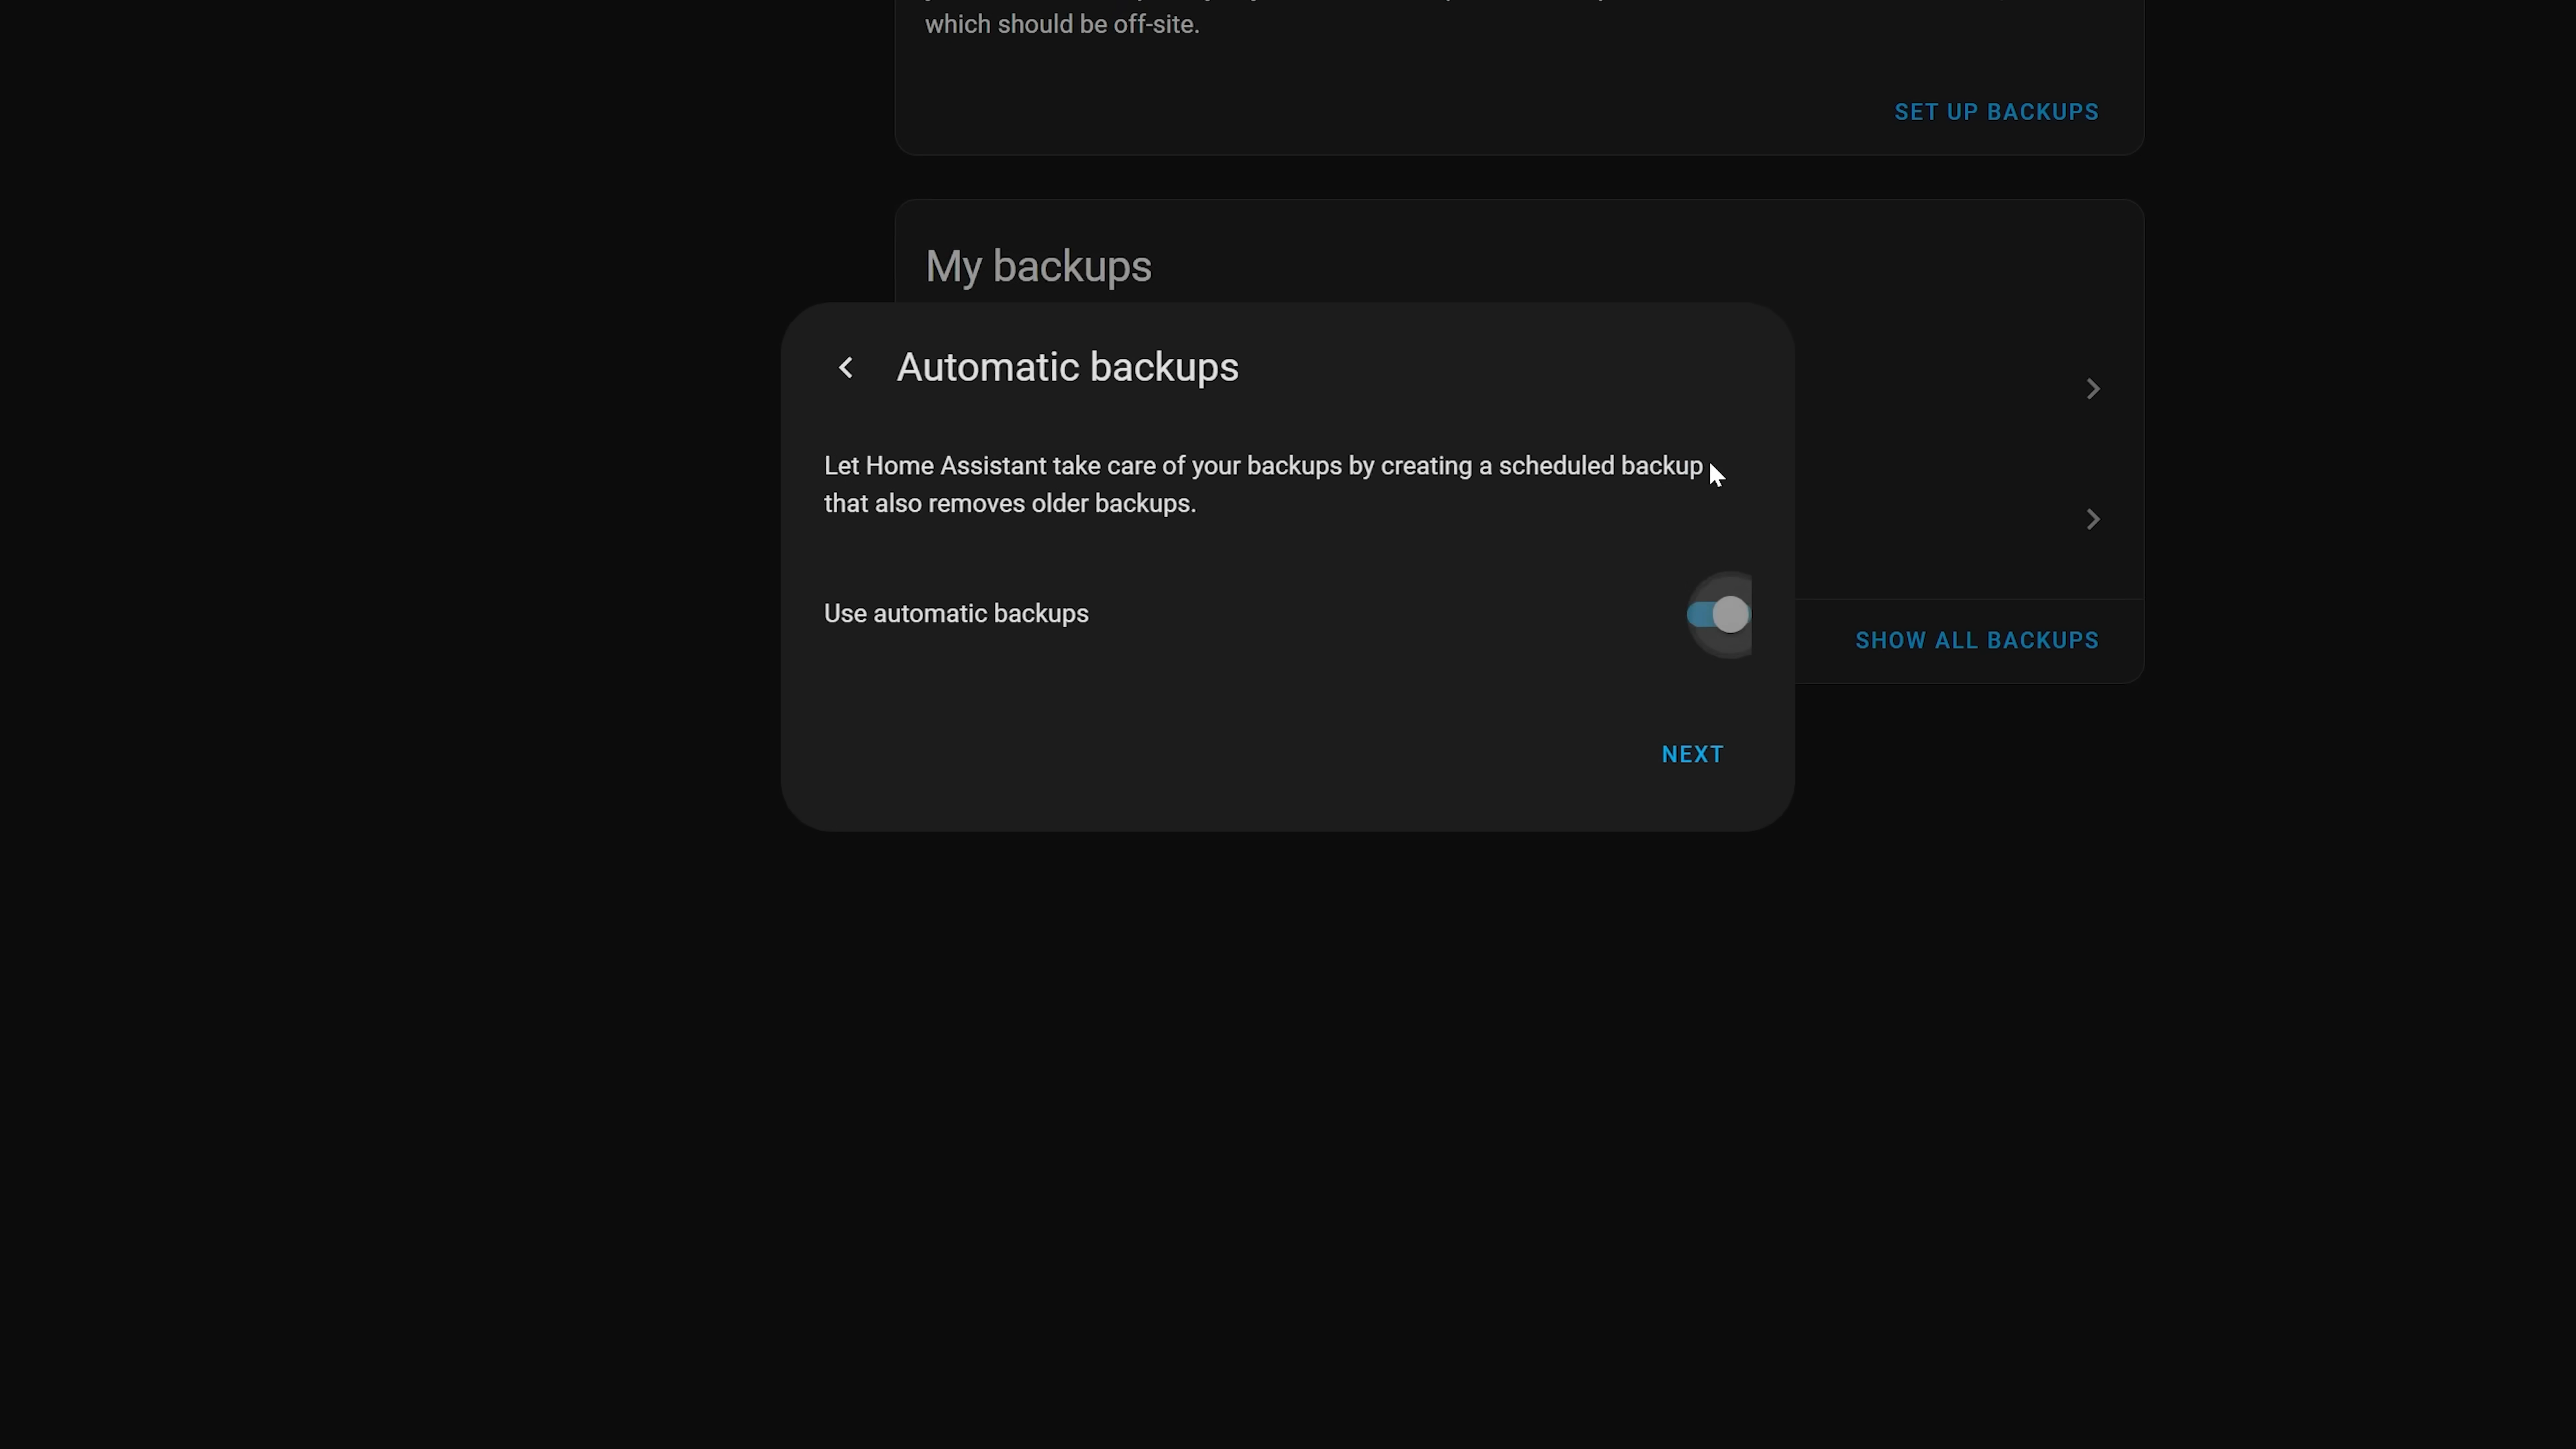 which should be off-site.
SET UP BACKUPS
My backups
Automatic backups
Let Home Assistant take care of your backups by creating a scheduled backup
that also removes older backups.
Use automatic backups
SHOW ALL BACKUPS
NEXT